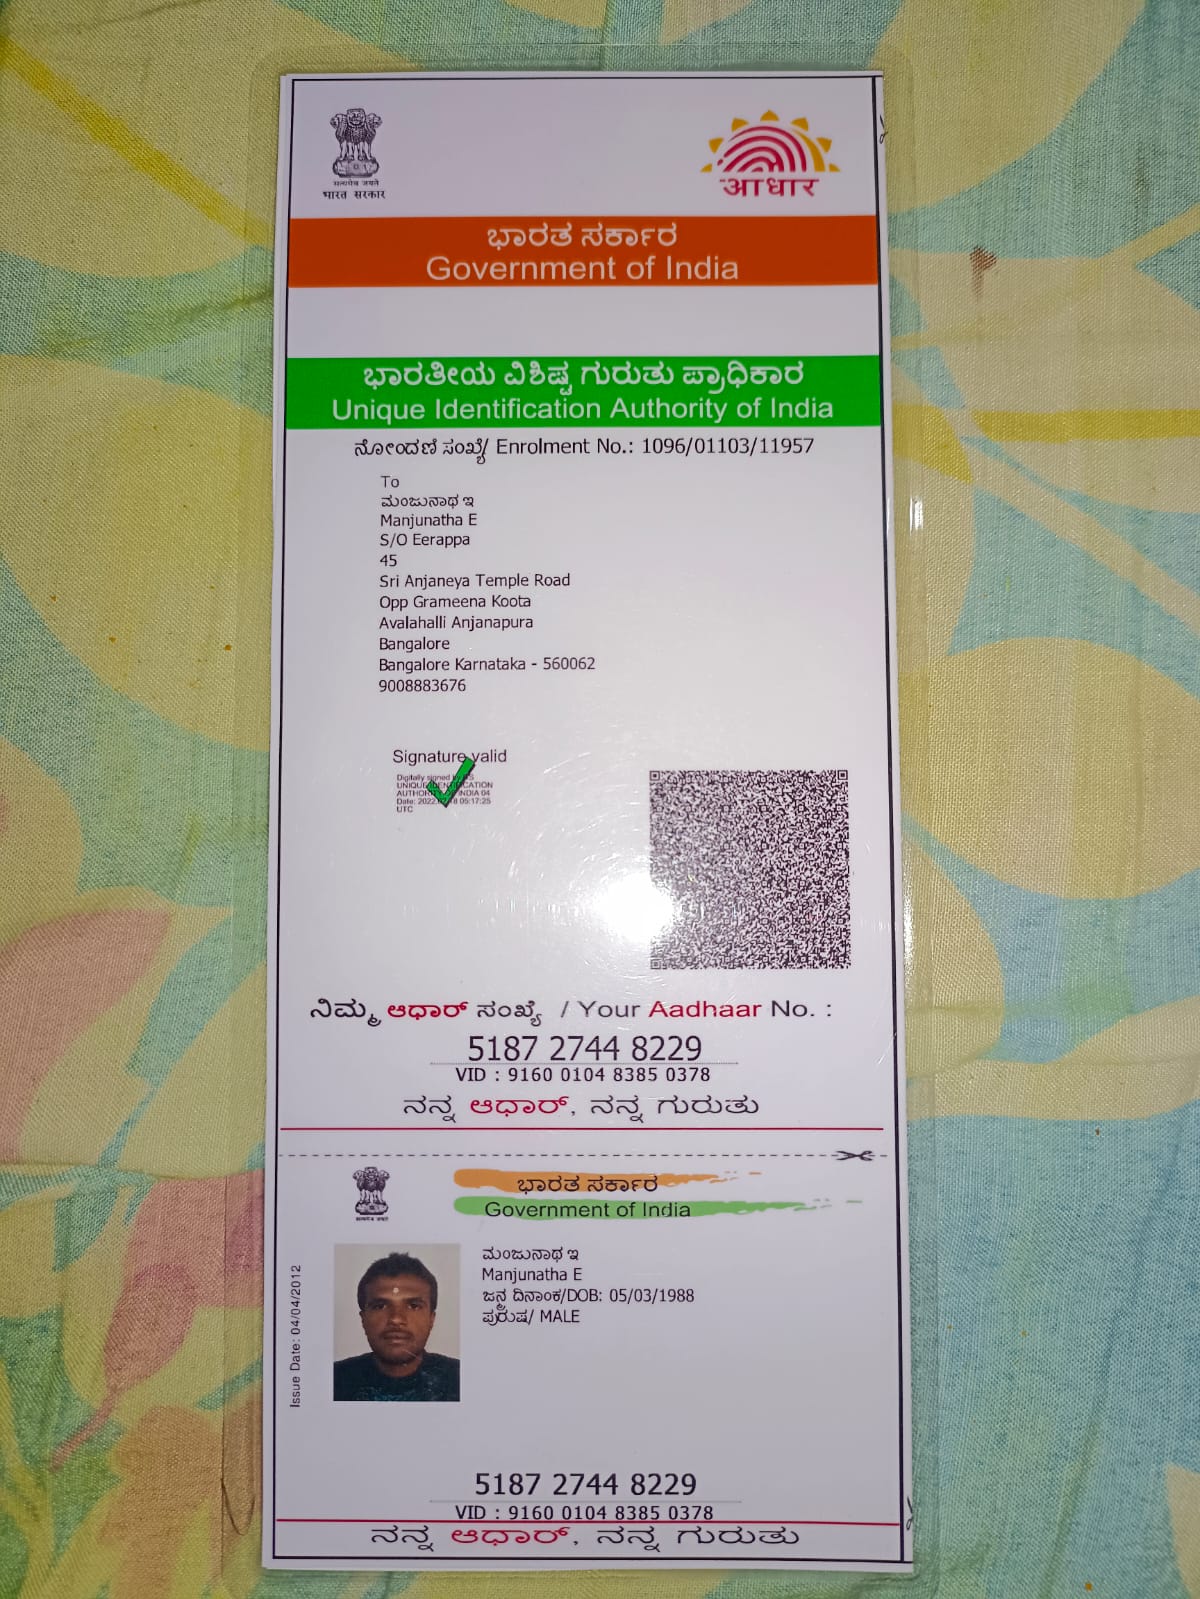 सत्यमेव जयते
भारत सरकार
आधार
ಭಾರತ ಸರ್ಕಾರ
Government of India
ಭಾರತೀಯ ವಿಶಿಷ್ಟ ಗುರುತು ಪ್ರಾಧಿಕಾರ
Unique Identification Authority of India
ನೋಂದಣಿ ಸಂಖ್ಯೆ/ Enrolment No.: 1096/01103/11957
To
ಮಂಜುನಾಥ ಇ
Manjunatha E
S/O Eerappa
45
Sri Anjaneya Temple Road
Opp Grameena Koota
Avalahalli Anjanapura
Bangalore
Bangalore Karnataka - 560062
9008883676
Signature valid
Digitally signed by DS
UNIQUE IDENTIFICATION
AUTHORITY OF INDIA 04
Date: 2022 05:17:25
UTC
ನಿಮ್ಮ ಆಧಾರ್ ಸಂಖ್ಯೆ / Your Aadhaar No. :
5187 2744 8229
VID : 9160 0104 8385 0378
ನನ್ನ ಆಧಾರ್, ನನ್ನ ಗುರುತು
ಭಾರತ ಸರ್ಕಾರ
Government of India
Issue Date: 04/04/2012
ಮಂಜುನಾಥ ಇ
Manjunatha E
ಜನ್ಮ ದಿನಾಂಕ/DOB: 05/03/1988
ಪುರುಷ/ MALE
5187 2744 8229
VID : 9160 0104 8385 0378
ನನ್ನ ಆಧಾರ್, ನನ್ನ ಗುರುತು